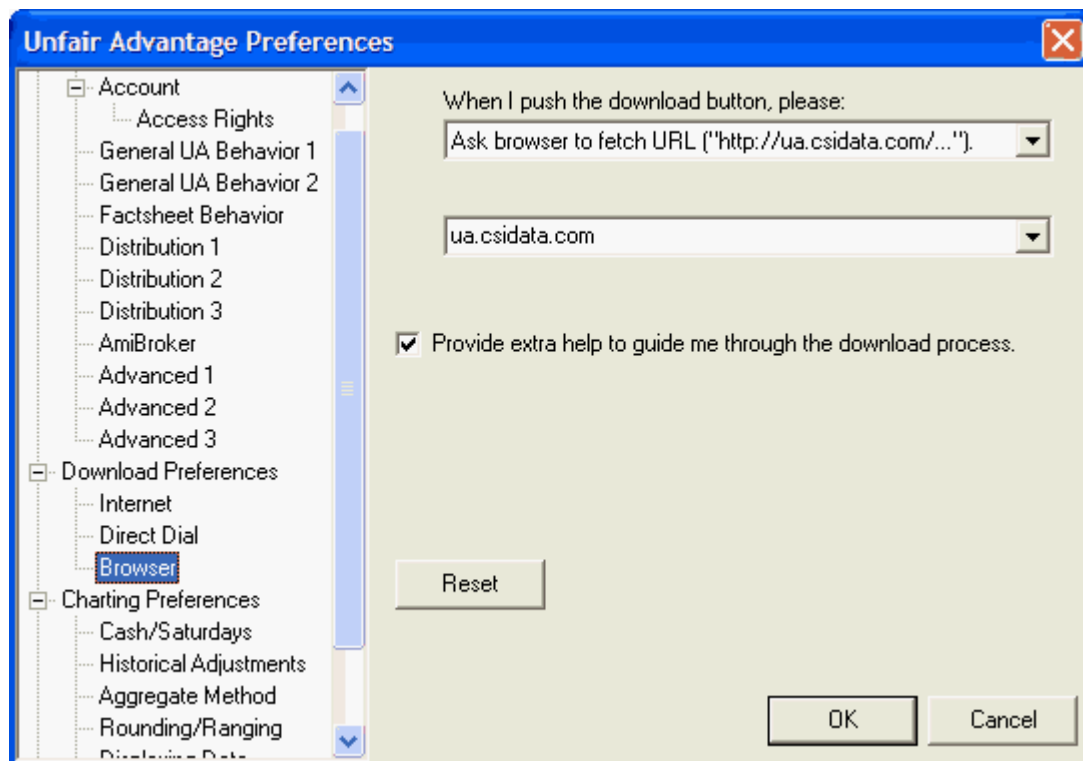 Unfair Advantage Preferences
Account
Access Rights
General UA Behavior 1
General UA Behavior 2
Factsheet Behavior
Distribution 1
Distribution 2
Distribution 3
AmiBroker
Advanced 1
Advanced 2
Advanced 3
Download Preferences
Internet
Direct Dial
Browser
Charting Preferences
Cash/Saturdays
Historical Adjustments
Aggregate Method
Rounding/Ranging
When I push the download button, please:
Ask browser to fetch URL ("http://ua.csidata.com/...").
ua.csidata.com
Provide extra help to guide me through the download process.
Reset
OK
Cancel